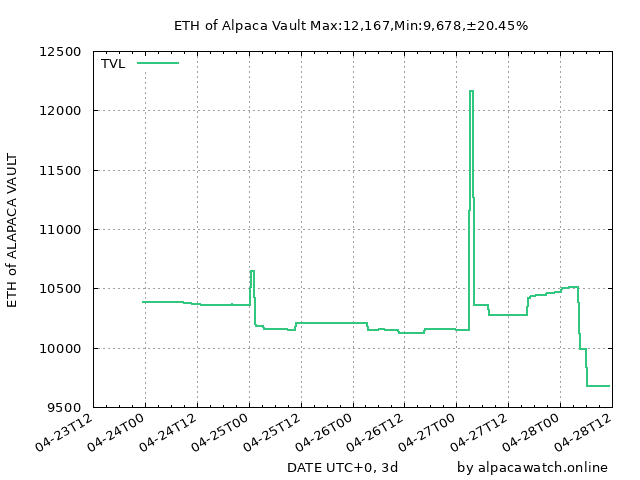 ETH of Alpaca Vault Max:12,167,Min:9,678,±20.45%
TVL
12500
12000
11500
11000
10500
10000
9500
ETH of ALAPACA VAULT
04-23T12
04-24T00
04-24T12
04-25T00
04-25T12
04-26T00
04-26T12
04-27T00
04-27T12
04-28T00
04-28T12
DATE UTC+0, 3d
by alpacawatch.online